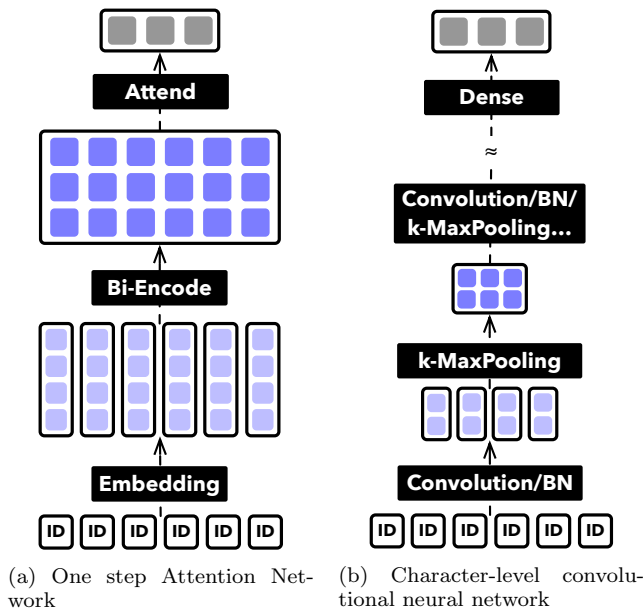 Attend
Bi-Encode
Embedding
ID ID ID ID ID ID
(a) One step Attention Net-
work
Dense
≈
Convolution/BN/
k-MaxPooling...
k-MaxPooling
Convolution/BN
ID ID ID ID ID ID
(b) Character-level convolu-
tional neural network